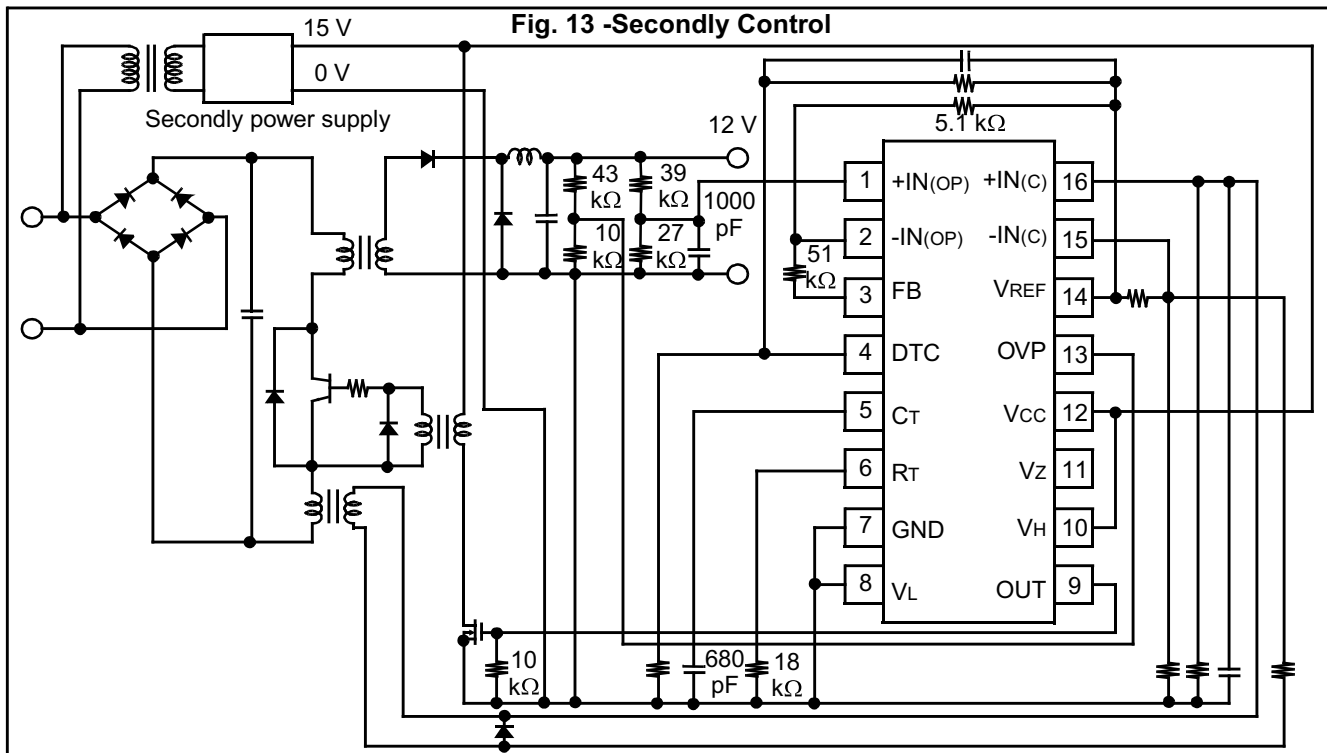 Fig. 13 -Secondly Control
15 V
0 V
Secondly power supply
12 V
43
kΩ
39
kΩ
1000
pF
10
kΩ
27
kΩ
5.1 kΩ
51
kΩ
1 +IN(OP) +IN(C) 16
2 -IN(OP) -IN(C) 15
3 FB VREF 14
4 DTC OVP 13
5 CT VCC 12
6 RT VZ 11
7 GND VH 10
8 VL OUT 9
10
kΩ
680
pF
18
kΩ